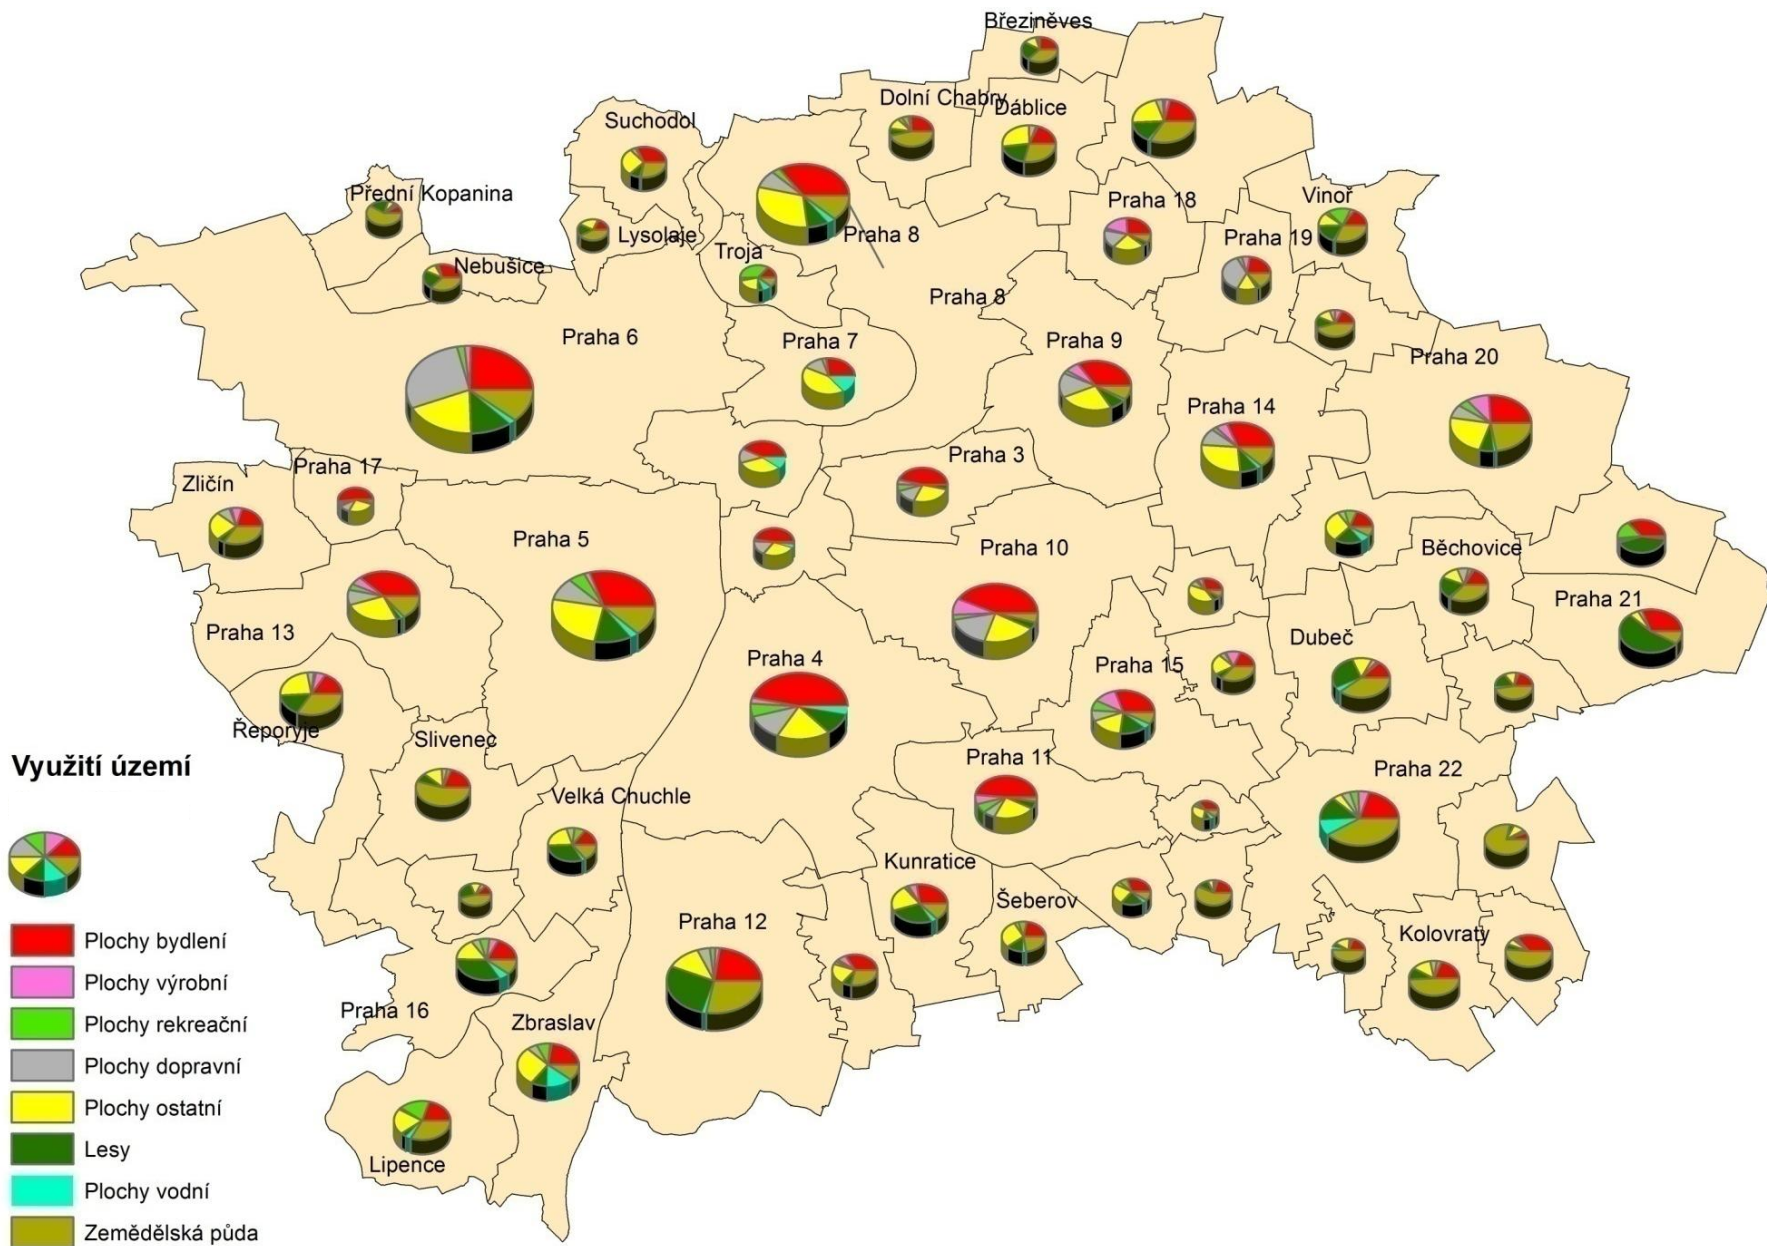 Březiněves
Dolní Chabry
Ďáblice
Suchdol
Přední Kopanina
Praha 18
Vinoř
Lysolaje
Praha 8
Troja
Praha 19
Nebušice
Praha 8
Praha 6
Praha 7
Praha 9
Praha 20
Praha 14
Praha 3
Praha 17
Zličín
Praha 5
Praha 10
Běchovice
Praha 21
Praha 13
Dubeč
Praha 4
Praha 15
Řeporyje
Slivenec
Praha 11
Praha 22
Velká Chuchle
Kunratice
Šeberov
Praha 12
Kolovraty
Praha 16
Zbraslav
Lipence
Využití území
Plochy bydlení
Plochy výrobní
Plochy rekreační
Plochy dopravní
Plochy ostatní
Lesy
Plochy vodní
Zemědělská půda